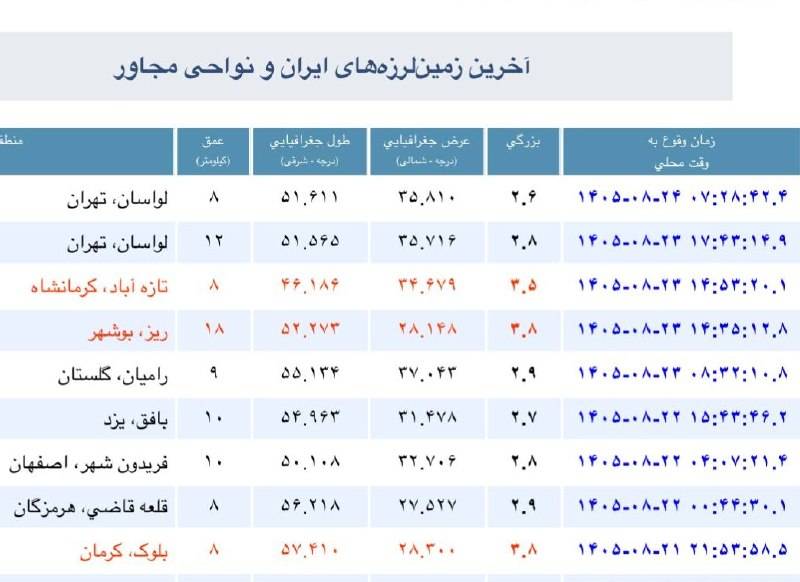 آخرین زمین‌لرزه‌های ایران و نواحی مجاور
زمان وقوع به وقت محلي	بزرگي	عرض جغرافيايي (درجه - شمالی)	طول جغرافيايي (درجه - شرقی)	عمق (کیلومتر)
۱۴۰۵-۰۸-۲۴ ۰۷:۲۸:۴۲.۴	۲.۶	۳۵.۸۱۰	۵۱.۶۱۱	۸	لواسان، تهران
۱۴۰۵-۰۸-۲۳ ۱۷:۴۳:۱۴.۹	۲.۸	۳۵.۷۱۶	۵۱.۵۶۵	۱۲	لواسان، تهران
۱۴۰۵-۰۸-۲۳ ۱۴:۵۳:۲۰.۱	۳.۵	۳۴.۶۷۹	۴۶.۱۸۶	۸	تازه آباد، کرمانشاه
۱۴۰۵-۰۸-۲۳ ۱۴:۳۵:۱۲.۸	۳.۸	۲۸.۱۴۸	۵۲.۲۷۳	۱۸	ریز، بوشهر
۱۴۰۵-۰۸-۲۳ ۰۸:۳۲:۱۰.۸	۲.۹	۳۷.۰۴۳	۵۵.۱۳۴	۹	رامیان، گلستان
۱۴۰۵-۰۸-۲۲ ۱۵:۴۳:۴۶.۲	۲.۷	۳۱.۴۷۸	۵۴.۹۶۳	۱۰	بافق، یزد
۱۴۰۵-۰۸-۲۲ ۰۴:۰۷:۲۱.۴	۲.۸	۳۲.۷۰۶	۵۰.۱۰۸	۱۰	فریدون شهر، اصفهان
۱۴۰۵-۰۸-۲۲ ۰۰:۴۴:۳۰.۱	۲.۹	۲۷.۵۲۷	۵۶.۲۱۸	۸	قلعه قاضي، هرمزگان
۱۴۰۵-۰۸-۲۱ ۲۱:۵۳:۵۸.۵	۳.۸	۲۸.۳۰۰	۵۷.۴۱۰	۸	بلوک، کرمان